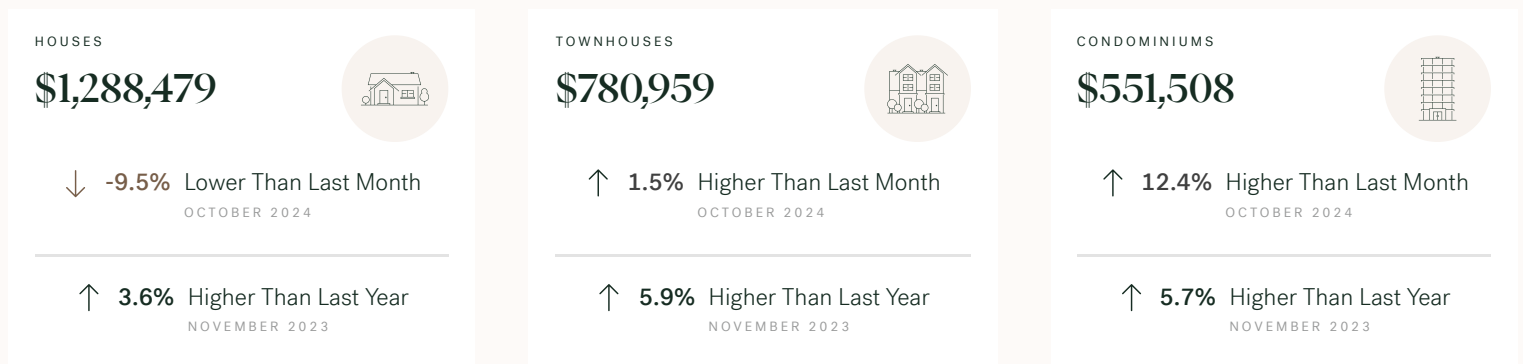 HOUSES
$1,288,479
-9.5% Lower Than Last Month
OCTOBER 2024
3.6% Higher Than Last Year
NOVEMBER 2023
TOWNHOUSES
$780,959
1.5% Higher Than Last Month
OCTOBER 2024
5.9% Higher Than Last Year
NOVEMBER 2023
CONDOMINIUMS
$551,508
12.4% Higher Than Last Month
OCTOBER 2024
5.7% Higher Than Last Year
NOVEMBER 2023